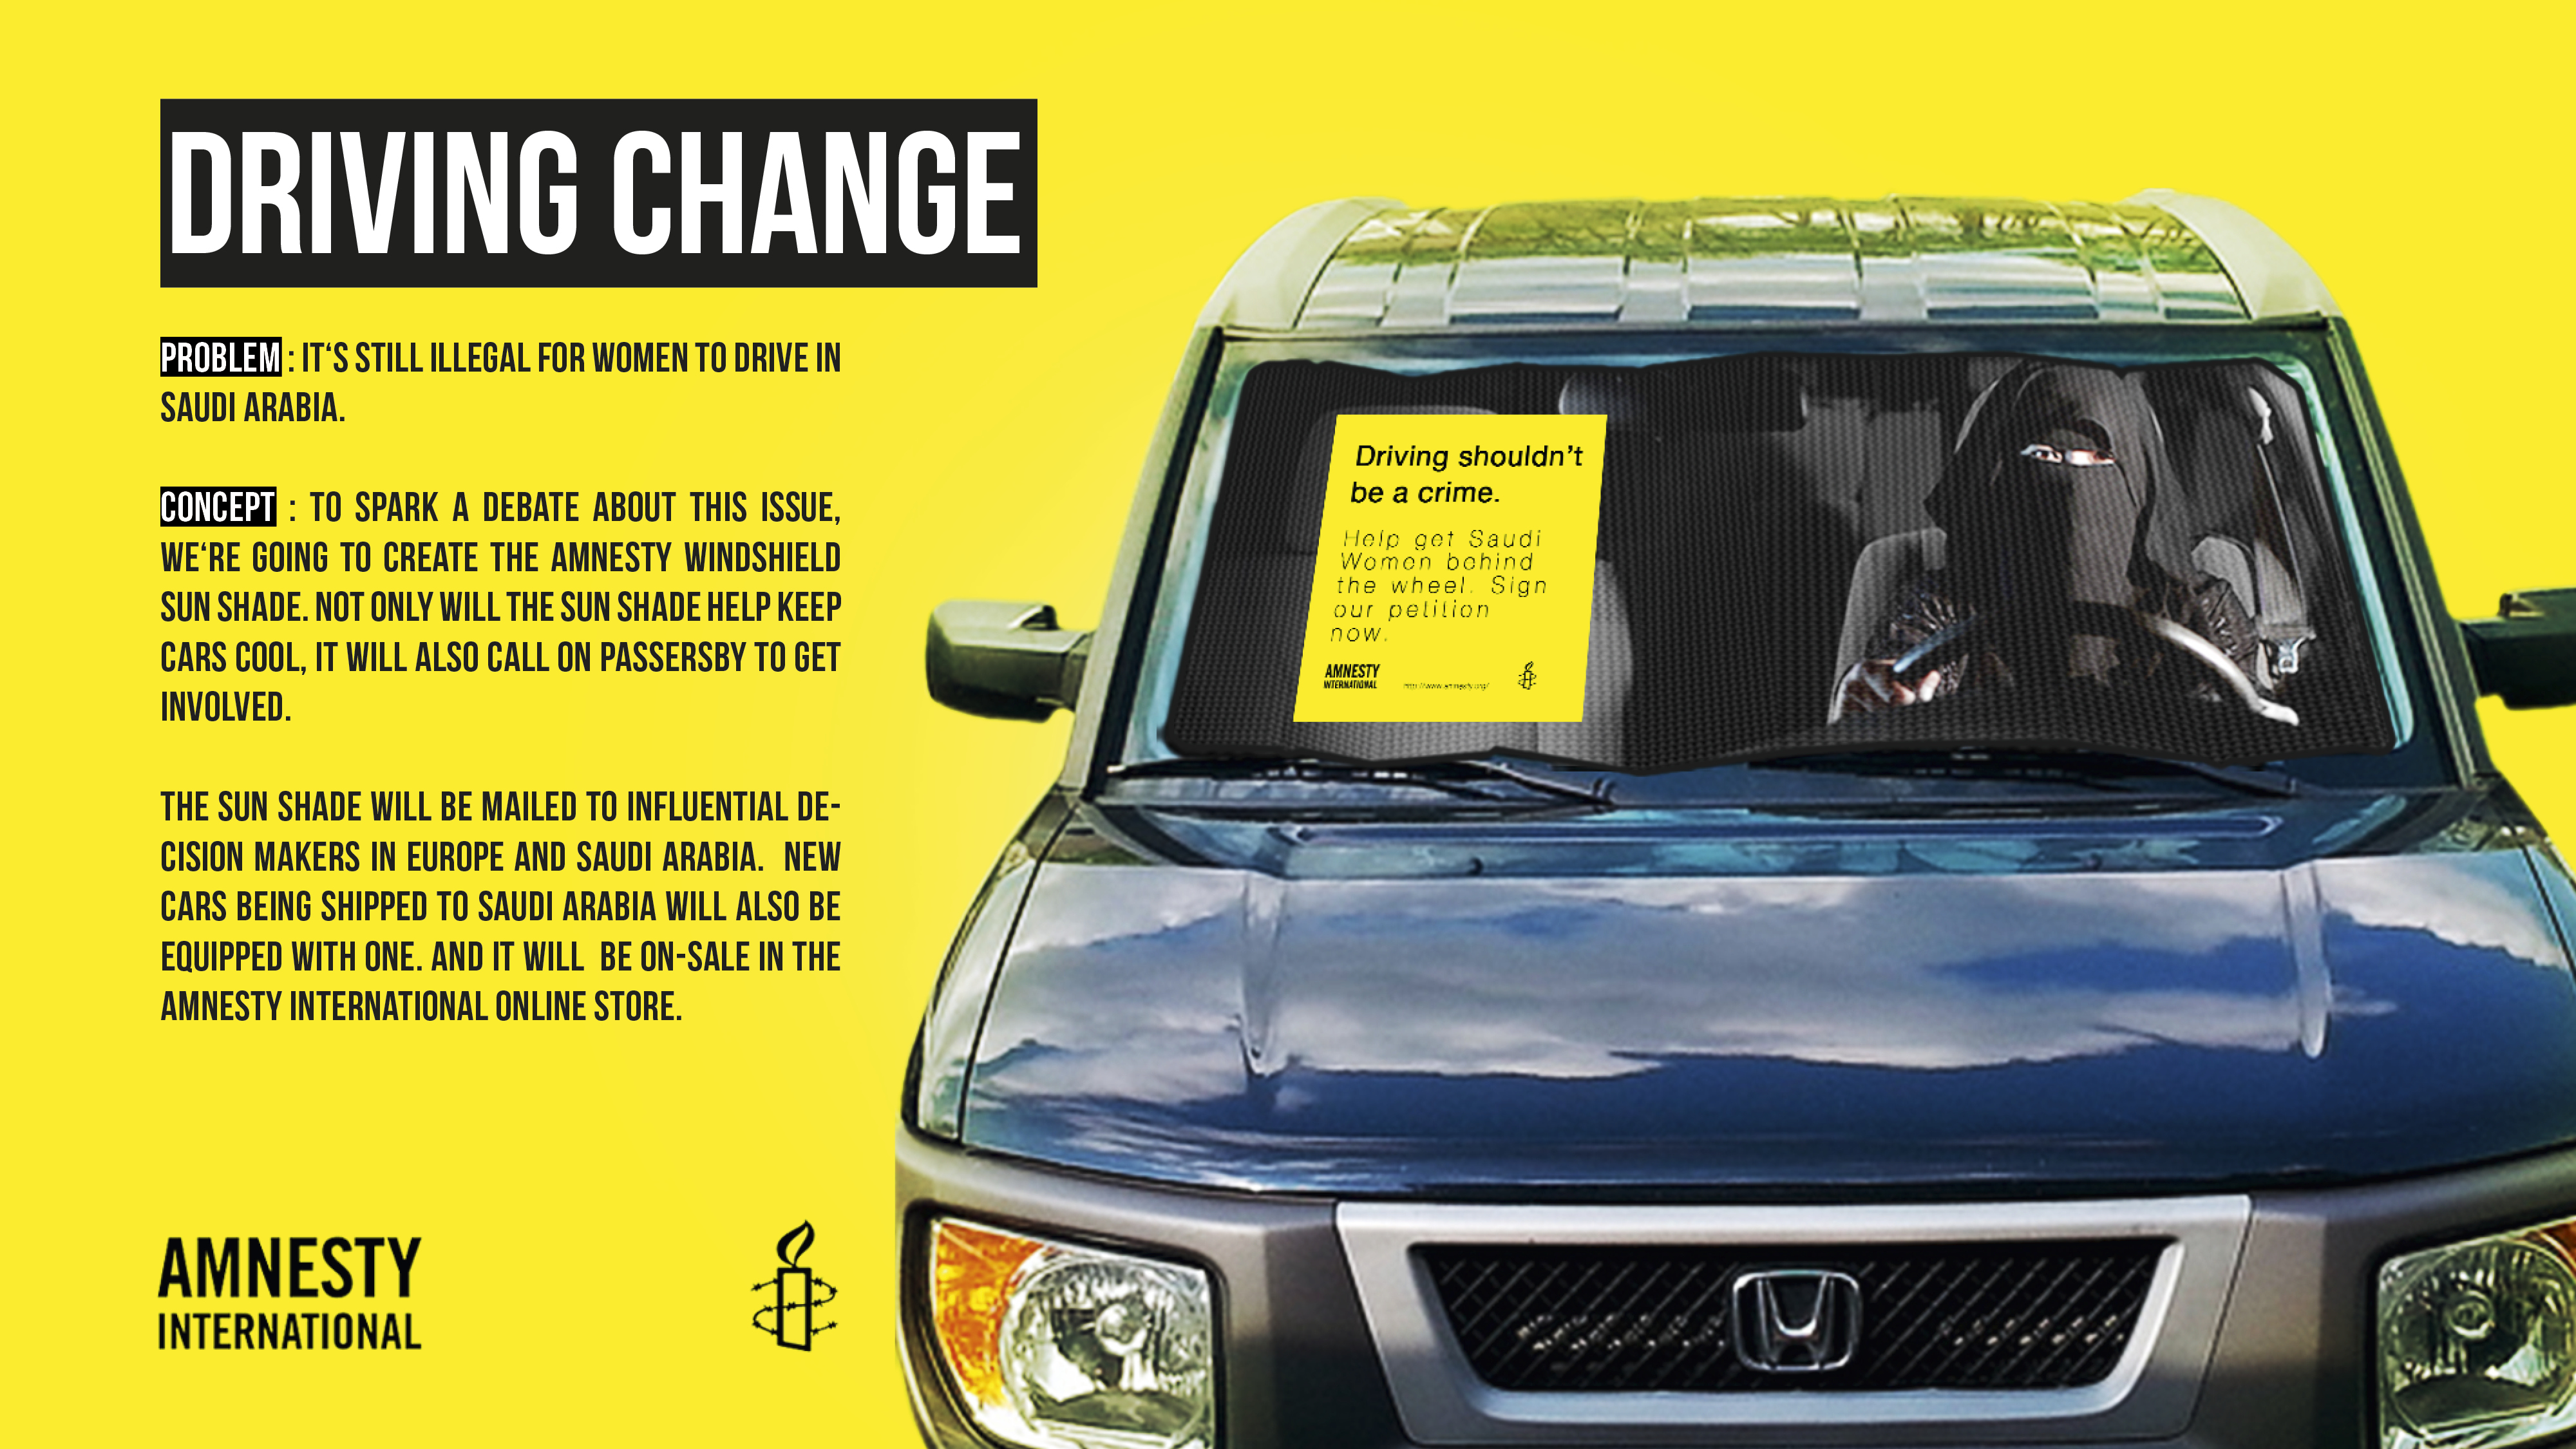 DRIVING CHANGE
PROBLEM : IT‘S STILL ILLEGAL FOR WOMEN TO DRIVE IN
SAUDI ARABIA.
CONCEPT : TO SPARK A DEBATE ABOUT THIS ISSUE,
WE‘RE GOING TO CREATE THE AMNESTY WINDSHIELD
SUN SHADE. NOT ONLY WILL THE SUN SHADE HELP KEEP
CARS COOL, IT WILL ALSO CALL ON PASSERSBY TO GET
INVOLVED.
THE SUN SHADE WILL BE MAILED TO INFLUENTIAL DE-
CISION MAKERS IN EUROPE AND SAUDI ARABIA. NEW
CARS BEING SHIPPED TO SAUDI ARABIA WILL ALSO BE
EQUIPPED WITH ONE. AND IT WILL BE ON-SALE IN THE
AMNESTY INTERNATIONAL ONLINE STORE.
AMNESTY
INTERNATIONAL
Driving shouldn't
be a crime.
Help get Saudi
Women behind
the wheel. Sign
our petition
now.
AMNESTY
INTERNATIONAL
http://www.amnesty.org/